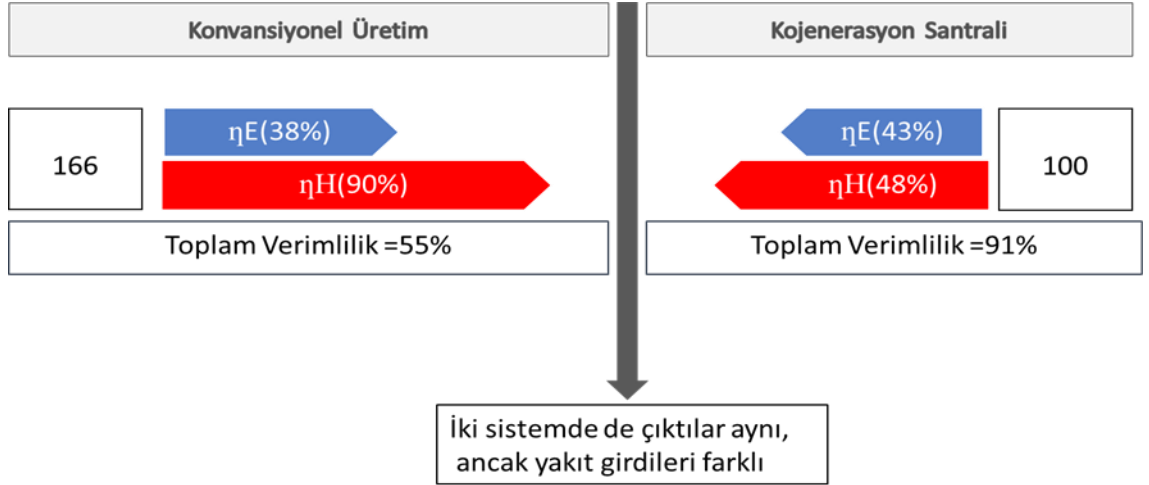 Konvansiyonel Üretim
Kojenerasyon Santrali
166
ηE(38%)
ηH(90%)
ηE(43%)
ηH(48%)
100
Toplam Verimlilik =55%
Toplam Verimlilik =91%
İki sistemde de çıktılar aynı,
ancak yakıt girdileri farklı